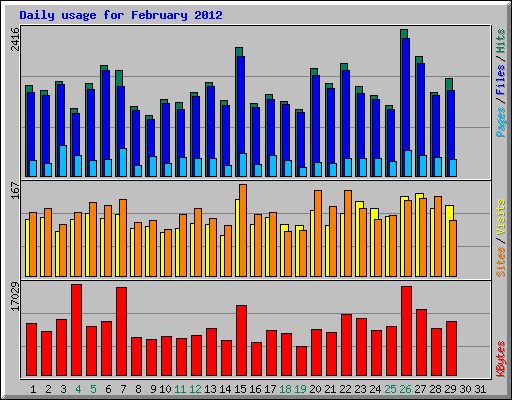 Daily usage for February 2012
2416
Pages / Files / Hits
167
Sites / Visits
17029
KBytes
1 2 3 4 5 6 7 8 9 10 11 12 13 14 15 16 17 18 19 20 21 22 23 24 25 26 27 28 29 30 31